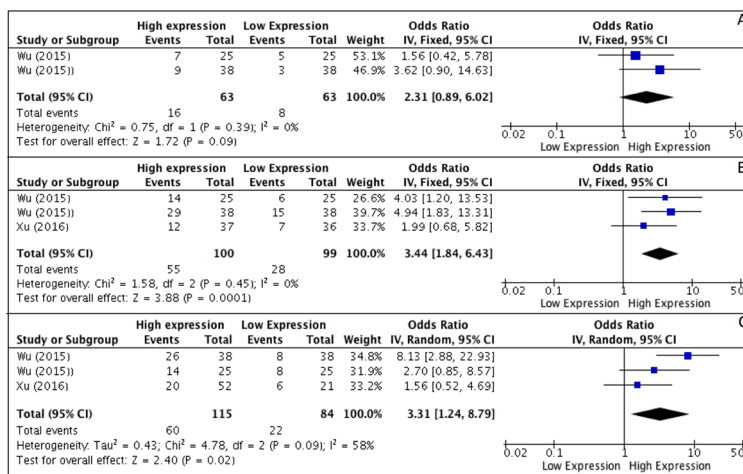 A
High expression Low Expression Odds Ratio Odds Ratio
Study or Subgroup Events Total Events Total Weight IV, Fixed, 95% CI IV, Fixed, 95% CI
Wu (2015) 7 25 5 25 53.1% 1.56 [0.42, 5.78]
Wu (2015)) 9 38 3 38 46.9% 3.62 [0.90, 14.63]
Total (95% CI) 63 63 100.0% 2.31 [0.89, 6.02]
Total events 16 8
Heterogeneity: Chi² = 0.75, df = 1 (P = 0.39); I² = 0%
Test for overall effect: Z = 1.72 (P = 0.09)
0.02 0.1 1 10 50
Low Expression High Expression
B
High expression Low Expression Odds Ratio Odds Ratio
Study or Subgroup Events Total Events Total Weight IV, Fixed, 95% CI IV, Fixed, 95% CI
Wu (2015) 14 25 6 25 26.6% 4.03 [1.20, 13.53]
Wu (2015)) 29 38 15 38 39.7% 4.94 [1.83, 13.31]
Xu (2016) 12 37 7 36 33.7% 1.99 [0.68, 5.82]
Total (95% CI) 100 99 100.0% 3.44 [1.84, 6.43]
Total events 55 28
Heterogeneity: Chi² = 1.58, df = 2 (P = 0.45); I² = 0%
Test for overall effect: Z = 3.88 (P = 0.0001)
0.02 0.1 1 10 50
Low Expression High Expression
C
High expression Low Expression Odds Ratio Odds Ratio
Study or Subgroup Events Total Events Total Weight IV, Random, 95% CI IV, Random, 95% CI
Wu (2015) 26 38 8 38 34.8% 8.13 [2.88, 22.93]
Wu (2015)) 14 25 8 25 31.9% 2.70 [0.85, 8.57]
Xu (2016) 20 52 6 21 33.2% 1.56 [0.52, 4.69]
Total (95% CI) 115 84 100.0% 3.31 [1.24, 8.79]
Total events 60 22
Heterogeneity: Tau² = 0.43; Chi² = 4.78, df = 2 (P = 0.09); I² = 58%
Test for overall effect: Z = 2.40 (P = 0.02)
0.02 0.1 1 10 50
Low Expression High Expression